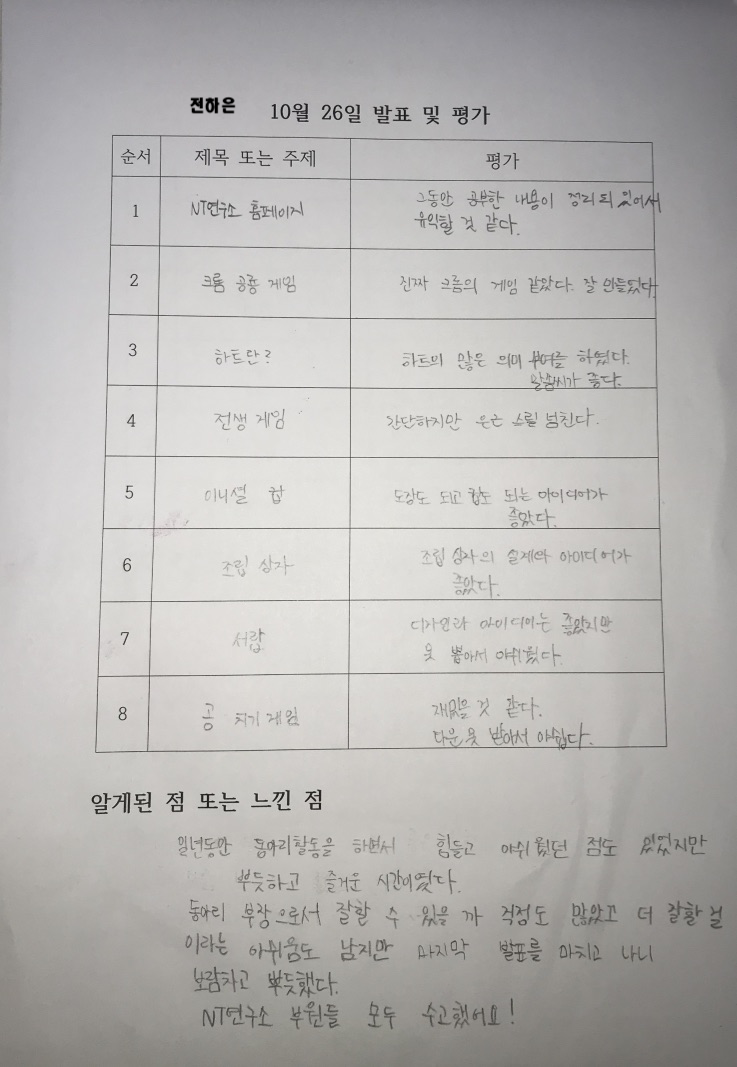 전하은 10월 26일 발표 및 평가
순서 제목 또는 주제 평가
1 NT연구소 홈페이지 그동안 공부한 내용이 정리되 있어서
유익할 것 같다.
2 크롬 공룡 게임 진짜 크롬의 게임 같았다. 잘 만들었다
3 하트란? 하트의 많은 의미 부여를 하였다.
말솜씨가 좋다.
4 전생 게임 간단하지만 은근 스릴 넘친다.
5 이니셜 컵 도장도 되고 컵도 되는 아이디어가
좋았다.
6 조립 상자 조립 상자의 설계와 아이디어가
좋았다.
7 서랍 디자인과 아이디어는 좋았지만
못 뽑아서 아쉬웠다.
8 공 치기 게임 재밌을 것 같다.
다운 못 받아서 아쉽다.
알게된 점 또는 느낀 점
일년동안 동아리활동을 하면서 힘들고 아쉬웠던 점도 있었지만
뿌듯하고 즐거운 시간이였다.
동아리 부장으로서 잘할 수 있을 까 걱정도 많았고 더 잘할 걸
이라는 아쉬움도 남지만 마지막 발표를 마치고 나니
보람차고 뿌듯했다.
NT연구소 부원들 모두 수고했어요!